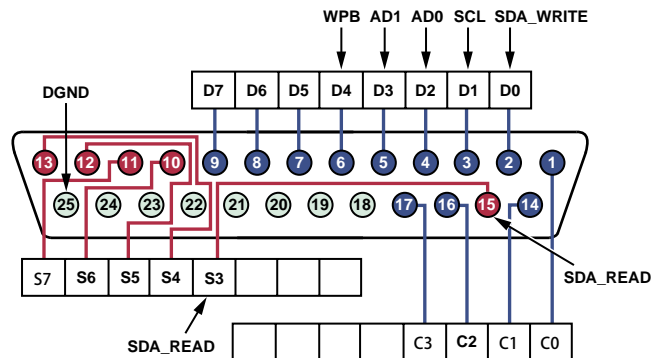 WPB AD1 AD0 SCL SDA_WRITE
DGND
D7 D6 D5 D4 D3 D2 D1 D0
13 12 11 10 9 8 7 6 5 4 3 2 1
25 24 23 22 21 20 19 18 17 16 15 14
S7 S6 S5 S4 S3
SDA_READ
SDA_READ
C3 C2 C1 C0